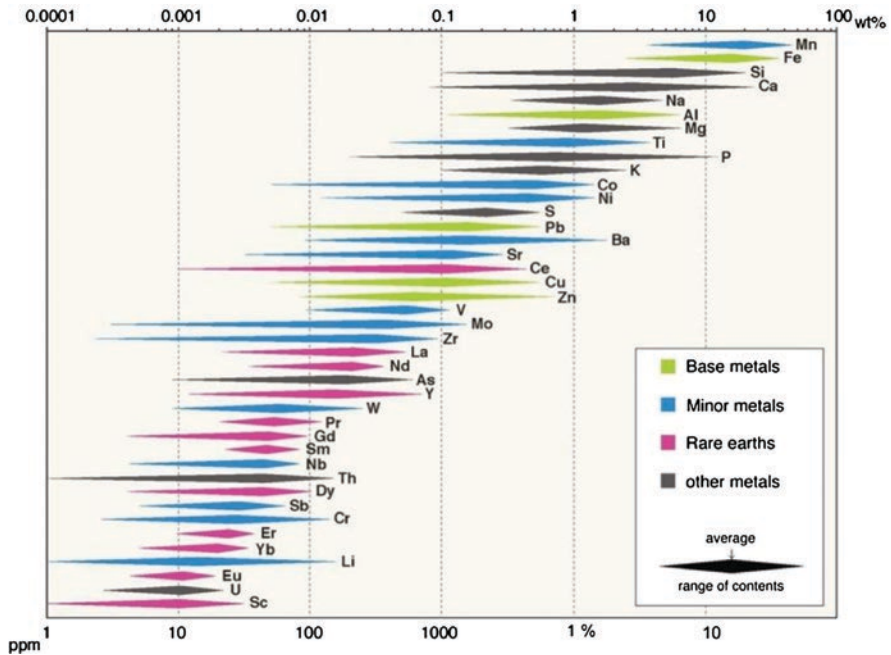 0.0001 0.001 0.01 0.1 1 10 100 wt%
Mn
Fe
Si
Ca
Na
Al
Mg
Ti
P
K
Co
Ni
S
Pb
Ba
Sr
Ce
Cu
Zn
V
Mo
Zr
La
Nd
As
Y
W
Pr
Gd
Sm
Nb
Th
Dy
Sb
Cr
Er
Yb
Li
Eu
U
Sc
Base metals
Minor metals
Rare earths
other metals
average
range of contents
ppm 1 10 100 1000 1 % 10